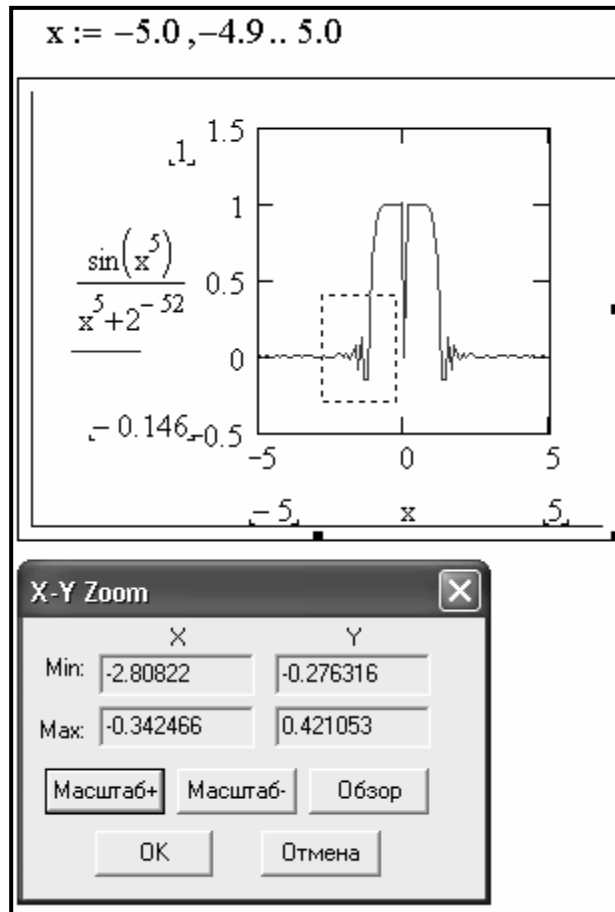 x := −5.0 ,−4.9 .. 5.0
1
1.5
1
0.5
0
-0.5
sin(x^5)
x^5+2^−52
− 0.146
−5
0
5
− 5
x
5
X-Y Zoom
X
Y
Min:
-2.80822
-0.276316
Max:
-0.342466
0.421053
Масштаб+
Масштаб-
Обзор
OK
Отмена